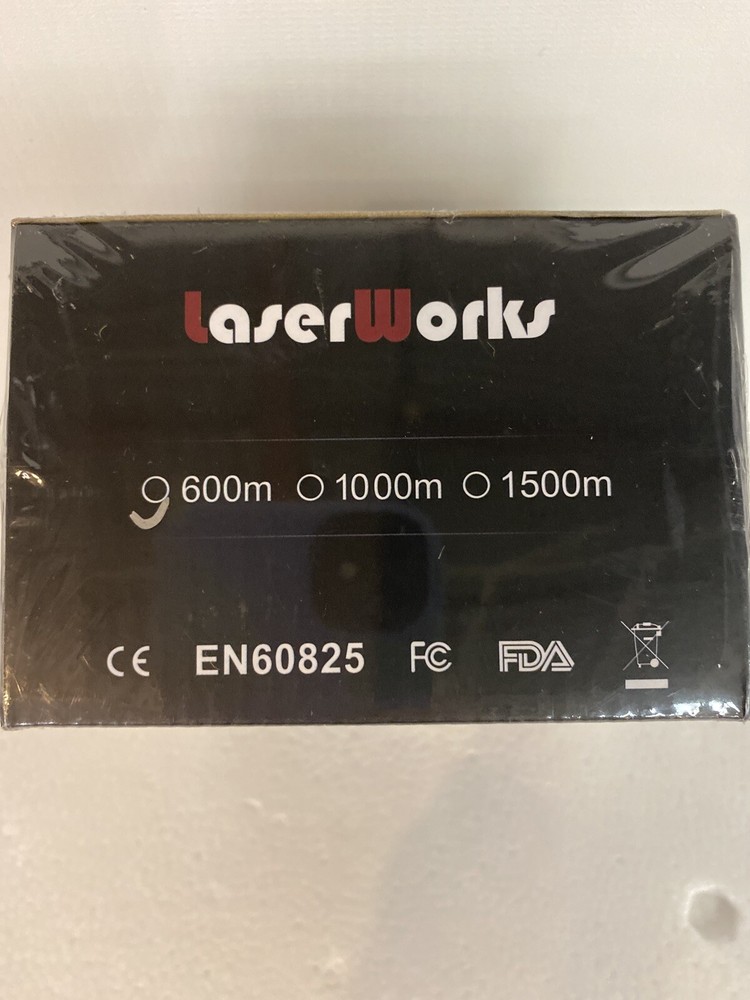 LaserWorks
600m 1000m 1500m
CE EN60825 FC FDA